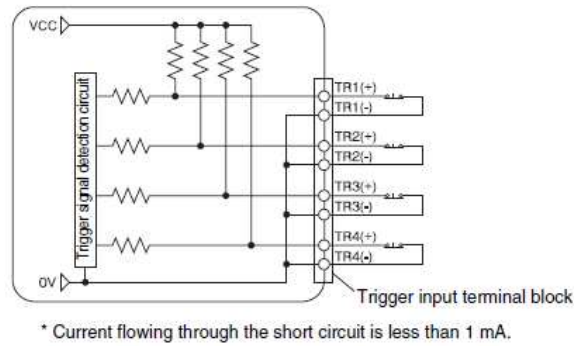 VCC
Trigger signal detection circuit
TR1(+)
TR1(-)
TR2(+)
TR2(-)
TR3(+)
TR3(-)
TR4(+)
TR4(-)
0V
Trigger input terminal block
* Current flowing through the short circuit is less than 1 mA.